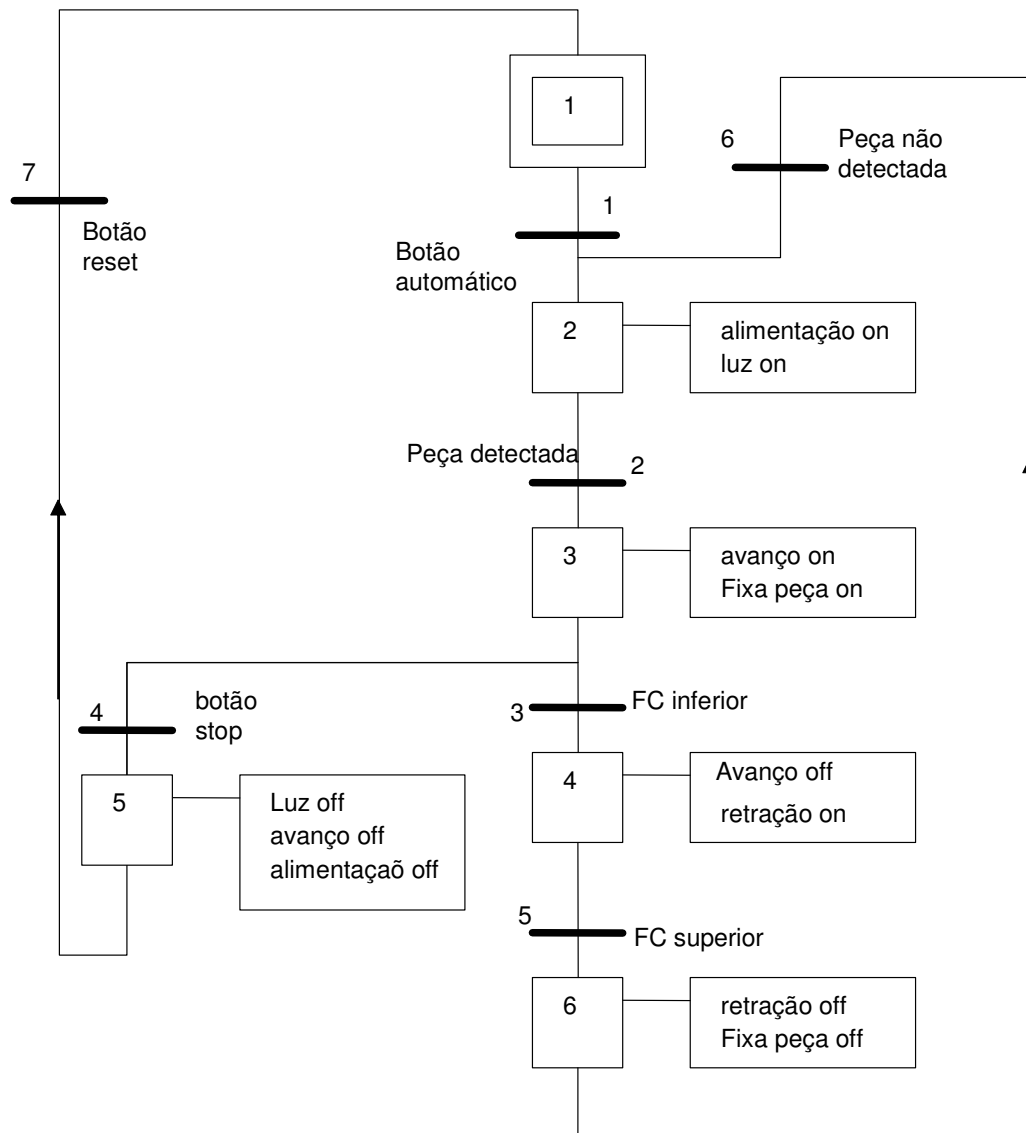 1
6
Peça não
detectada
7
1
Botão
reset
Botão
automático
2
alimentação on
luz on
Peça detectada
2
3
avanço on
Fixa peça on
4
botão
stop
3
FC inferior
5
Luz off
avanço off
alimentaçaõ off
4
Avanço off
retração on
5
FC superior
6
retração off
Fixa peça off